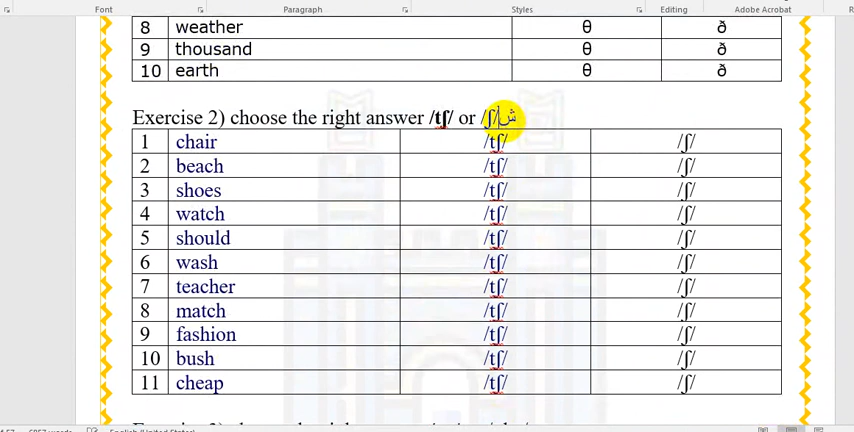 Font Paragraph Styles Editing Adobe Acrobat
8 weather θ ð
9 thousand θ ð
10 earth θ ð
Exercise 2) choose the right answer /tʃ/ or /ʃ/ش
1 chair /tʃ/ /ʃ/
2 beach /tʃ/ /ʃ/
3 shoes /tʃ/ /ʃ/
4 watch /tʃ/ /ʃ/
5 should /tʃ/ /ʃ/
6 wash /tʃ/ /ʃ/
7 teacher /tʃ/ /ʃ/
8 match /tʃ/ /ʃ/
9 fashion /tʃ/ /ʃ/
10 bush /tʃ/ /ʃ/
11 cheap /tʃ/ /ʃ/